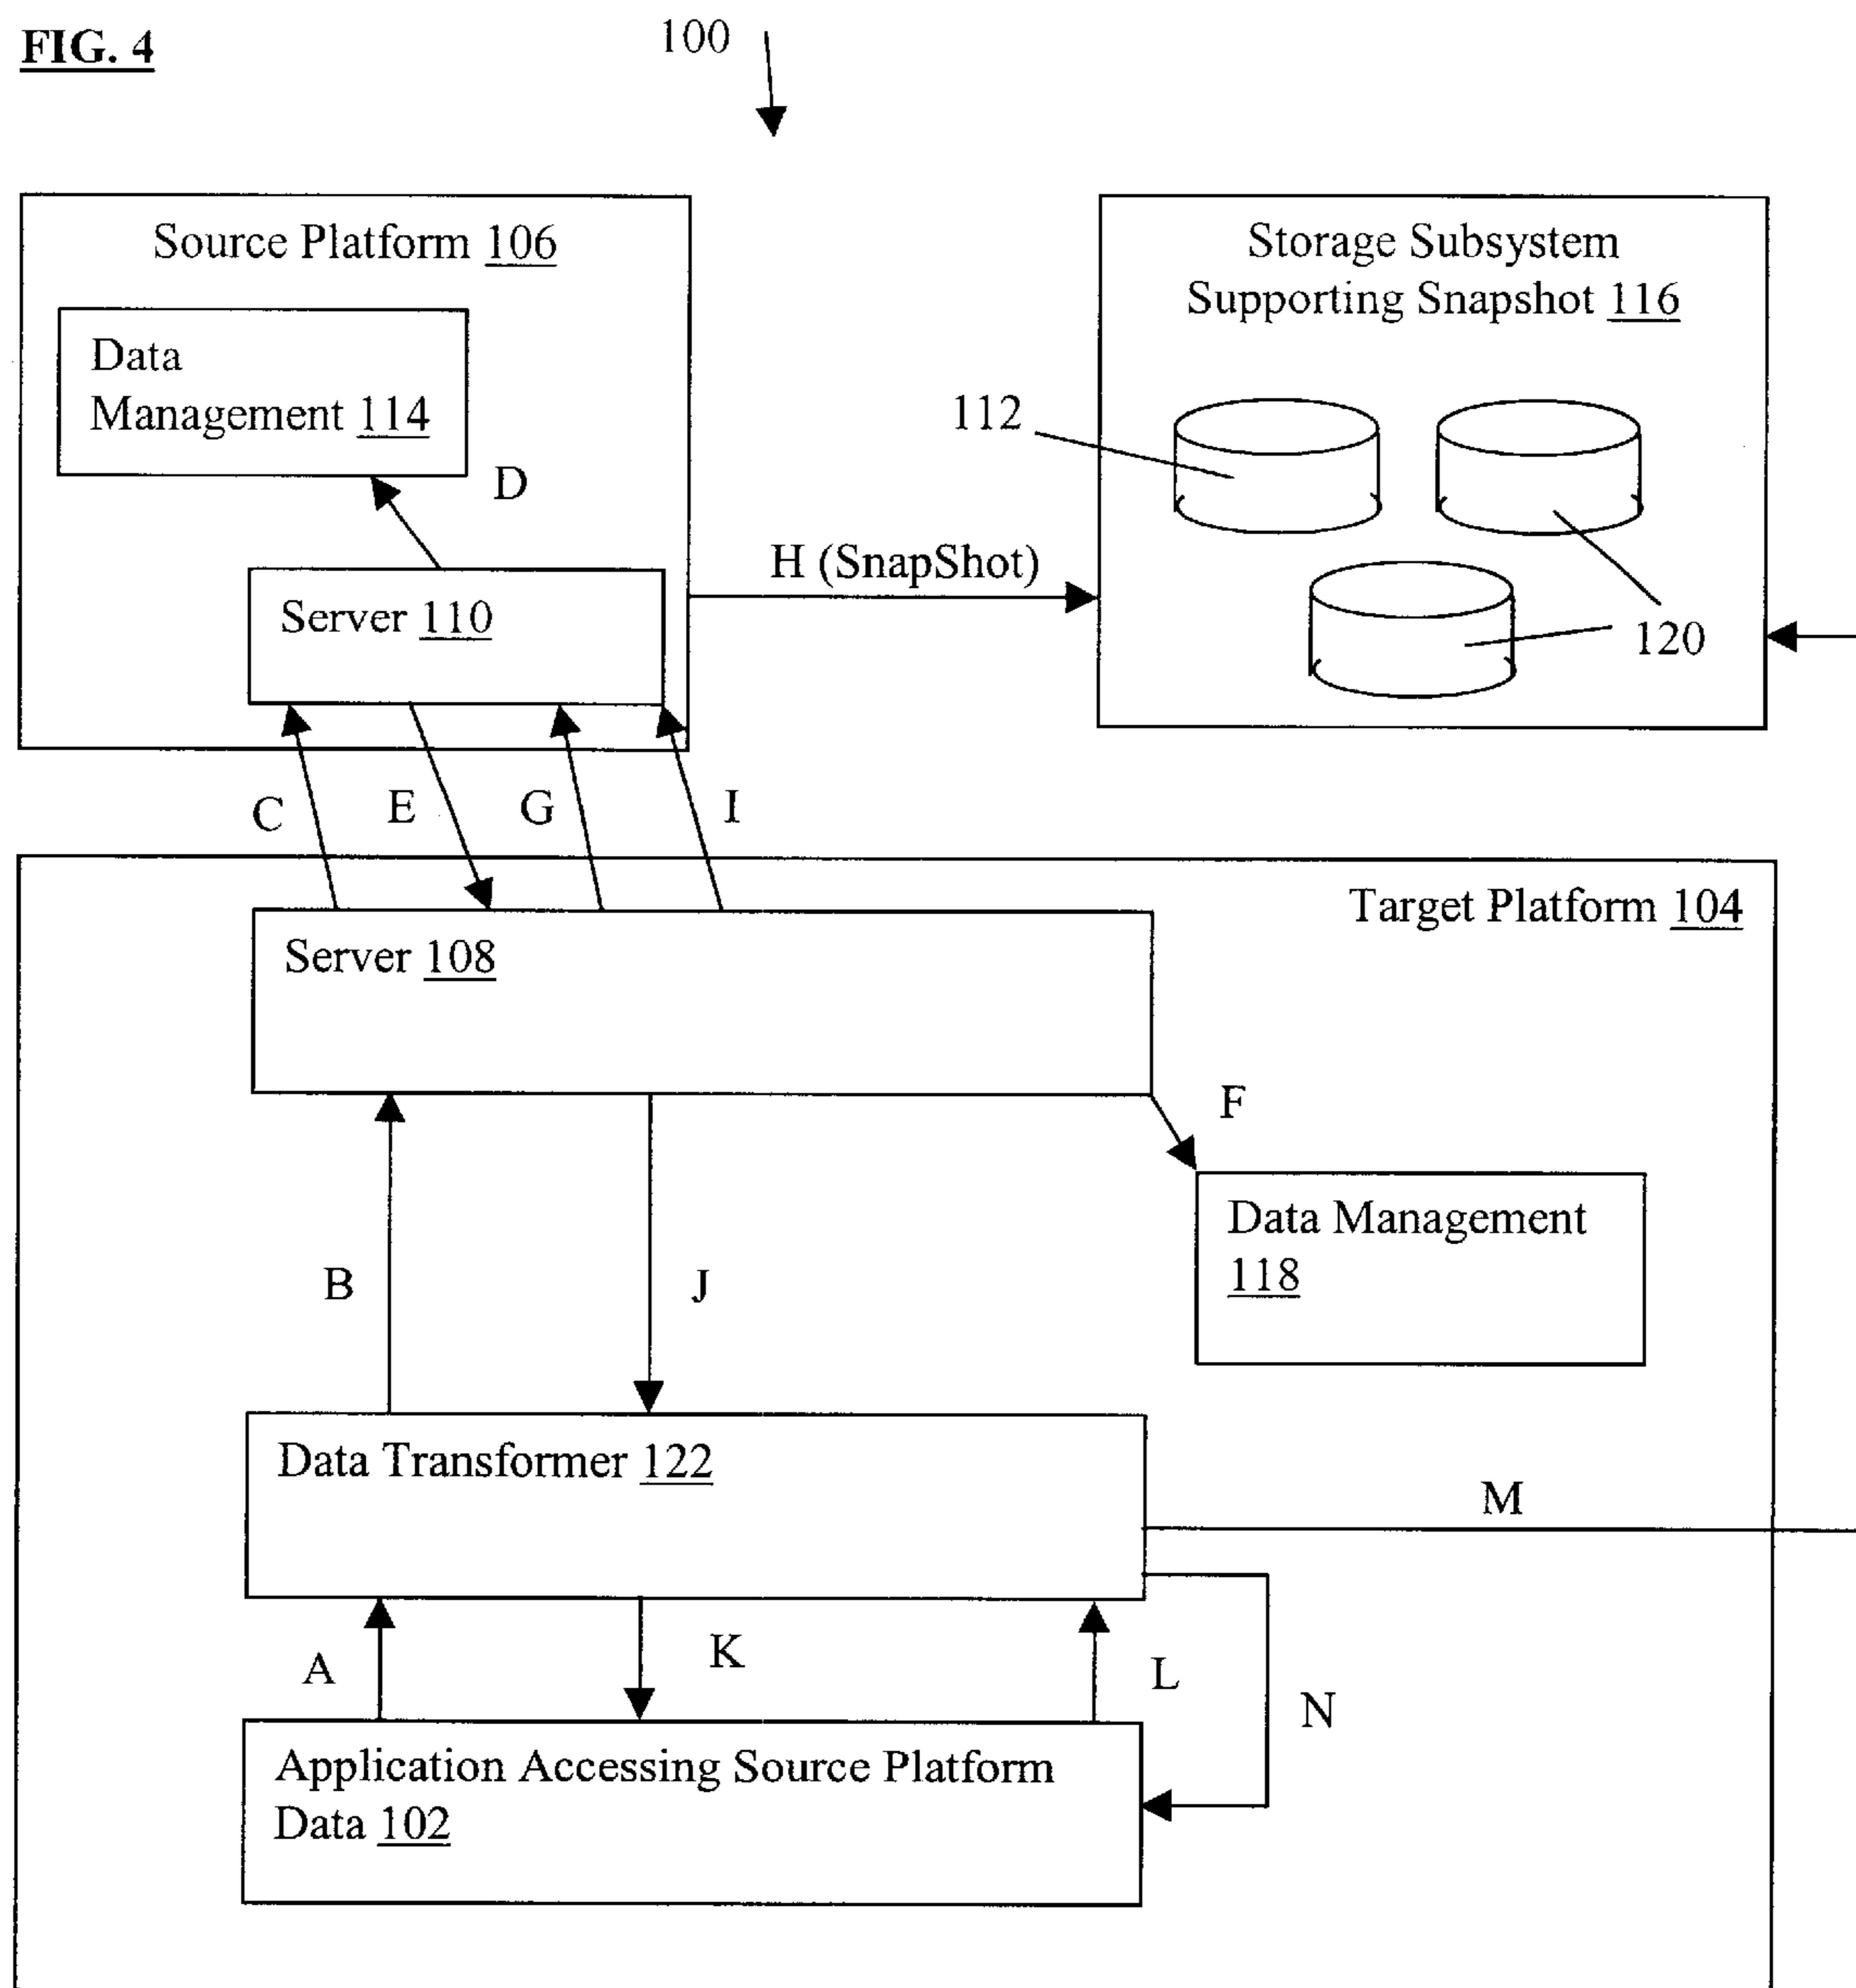 FIG. 4
100
Source Platform 106
Data
Management 114
D
Server 110
H (SnapShot)
Storage Subsystem
Supporting Snapshot 116
112
120
C
E
G
I
Target Platform 104
Server 108
F
Data Management
118
B
J
Data Transformer 122
M
A
K
L
N
Application Accessing Source Platform
Data 102